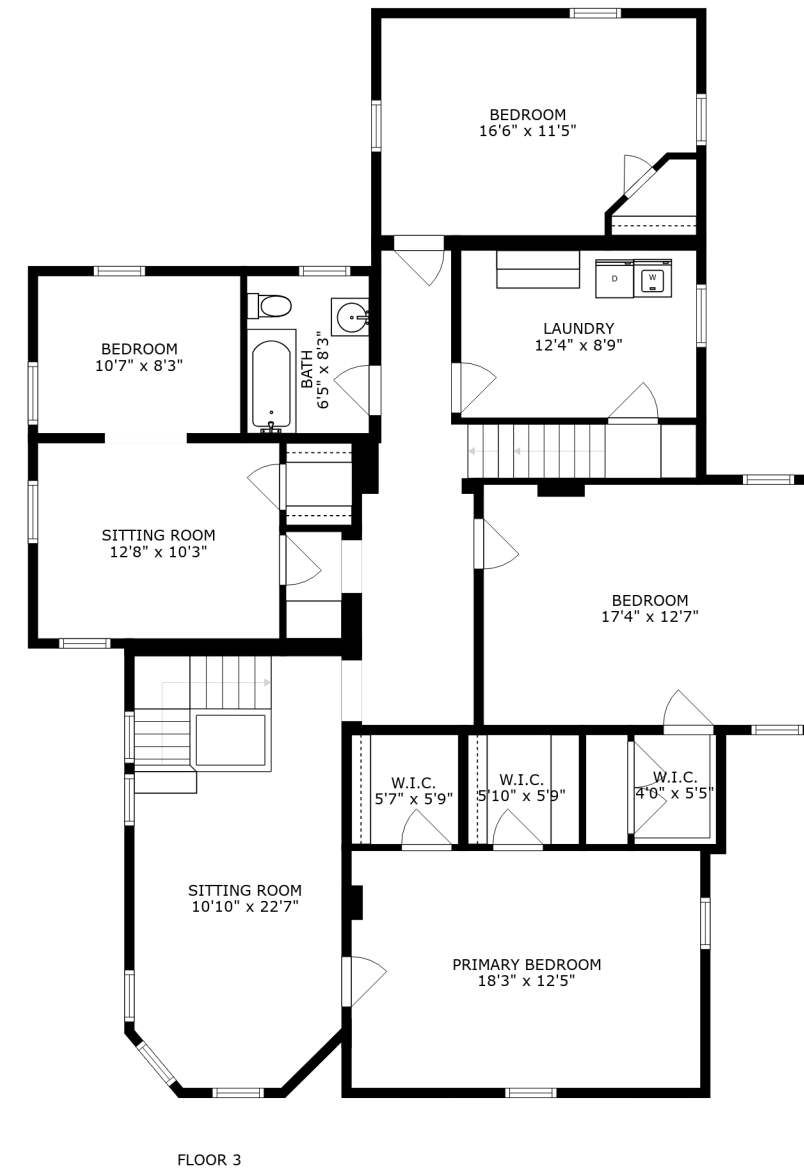 BEDROOM
16'6" x 11'5"
D
W
LAUNDRY
12'4" x 8'9"
BEDROOM
10'7" x 8'3"
BATH
6'5" x 8'3"
SITTING ROOM
12'8" x 10'3"
BEDROOM
17'4" x 12'7"
W.I.C.
5'7" x 5'9"
W.I.C.
5'10" x 5'9"
W.I.C.
4'0" x 5'5"
SITTING ROOM
10'10" x 22'7"
PRIMARY BEDROOM
18'3" x 12'5"
FLOOR 3